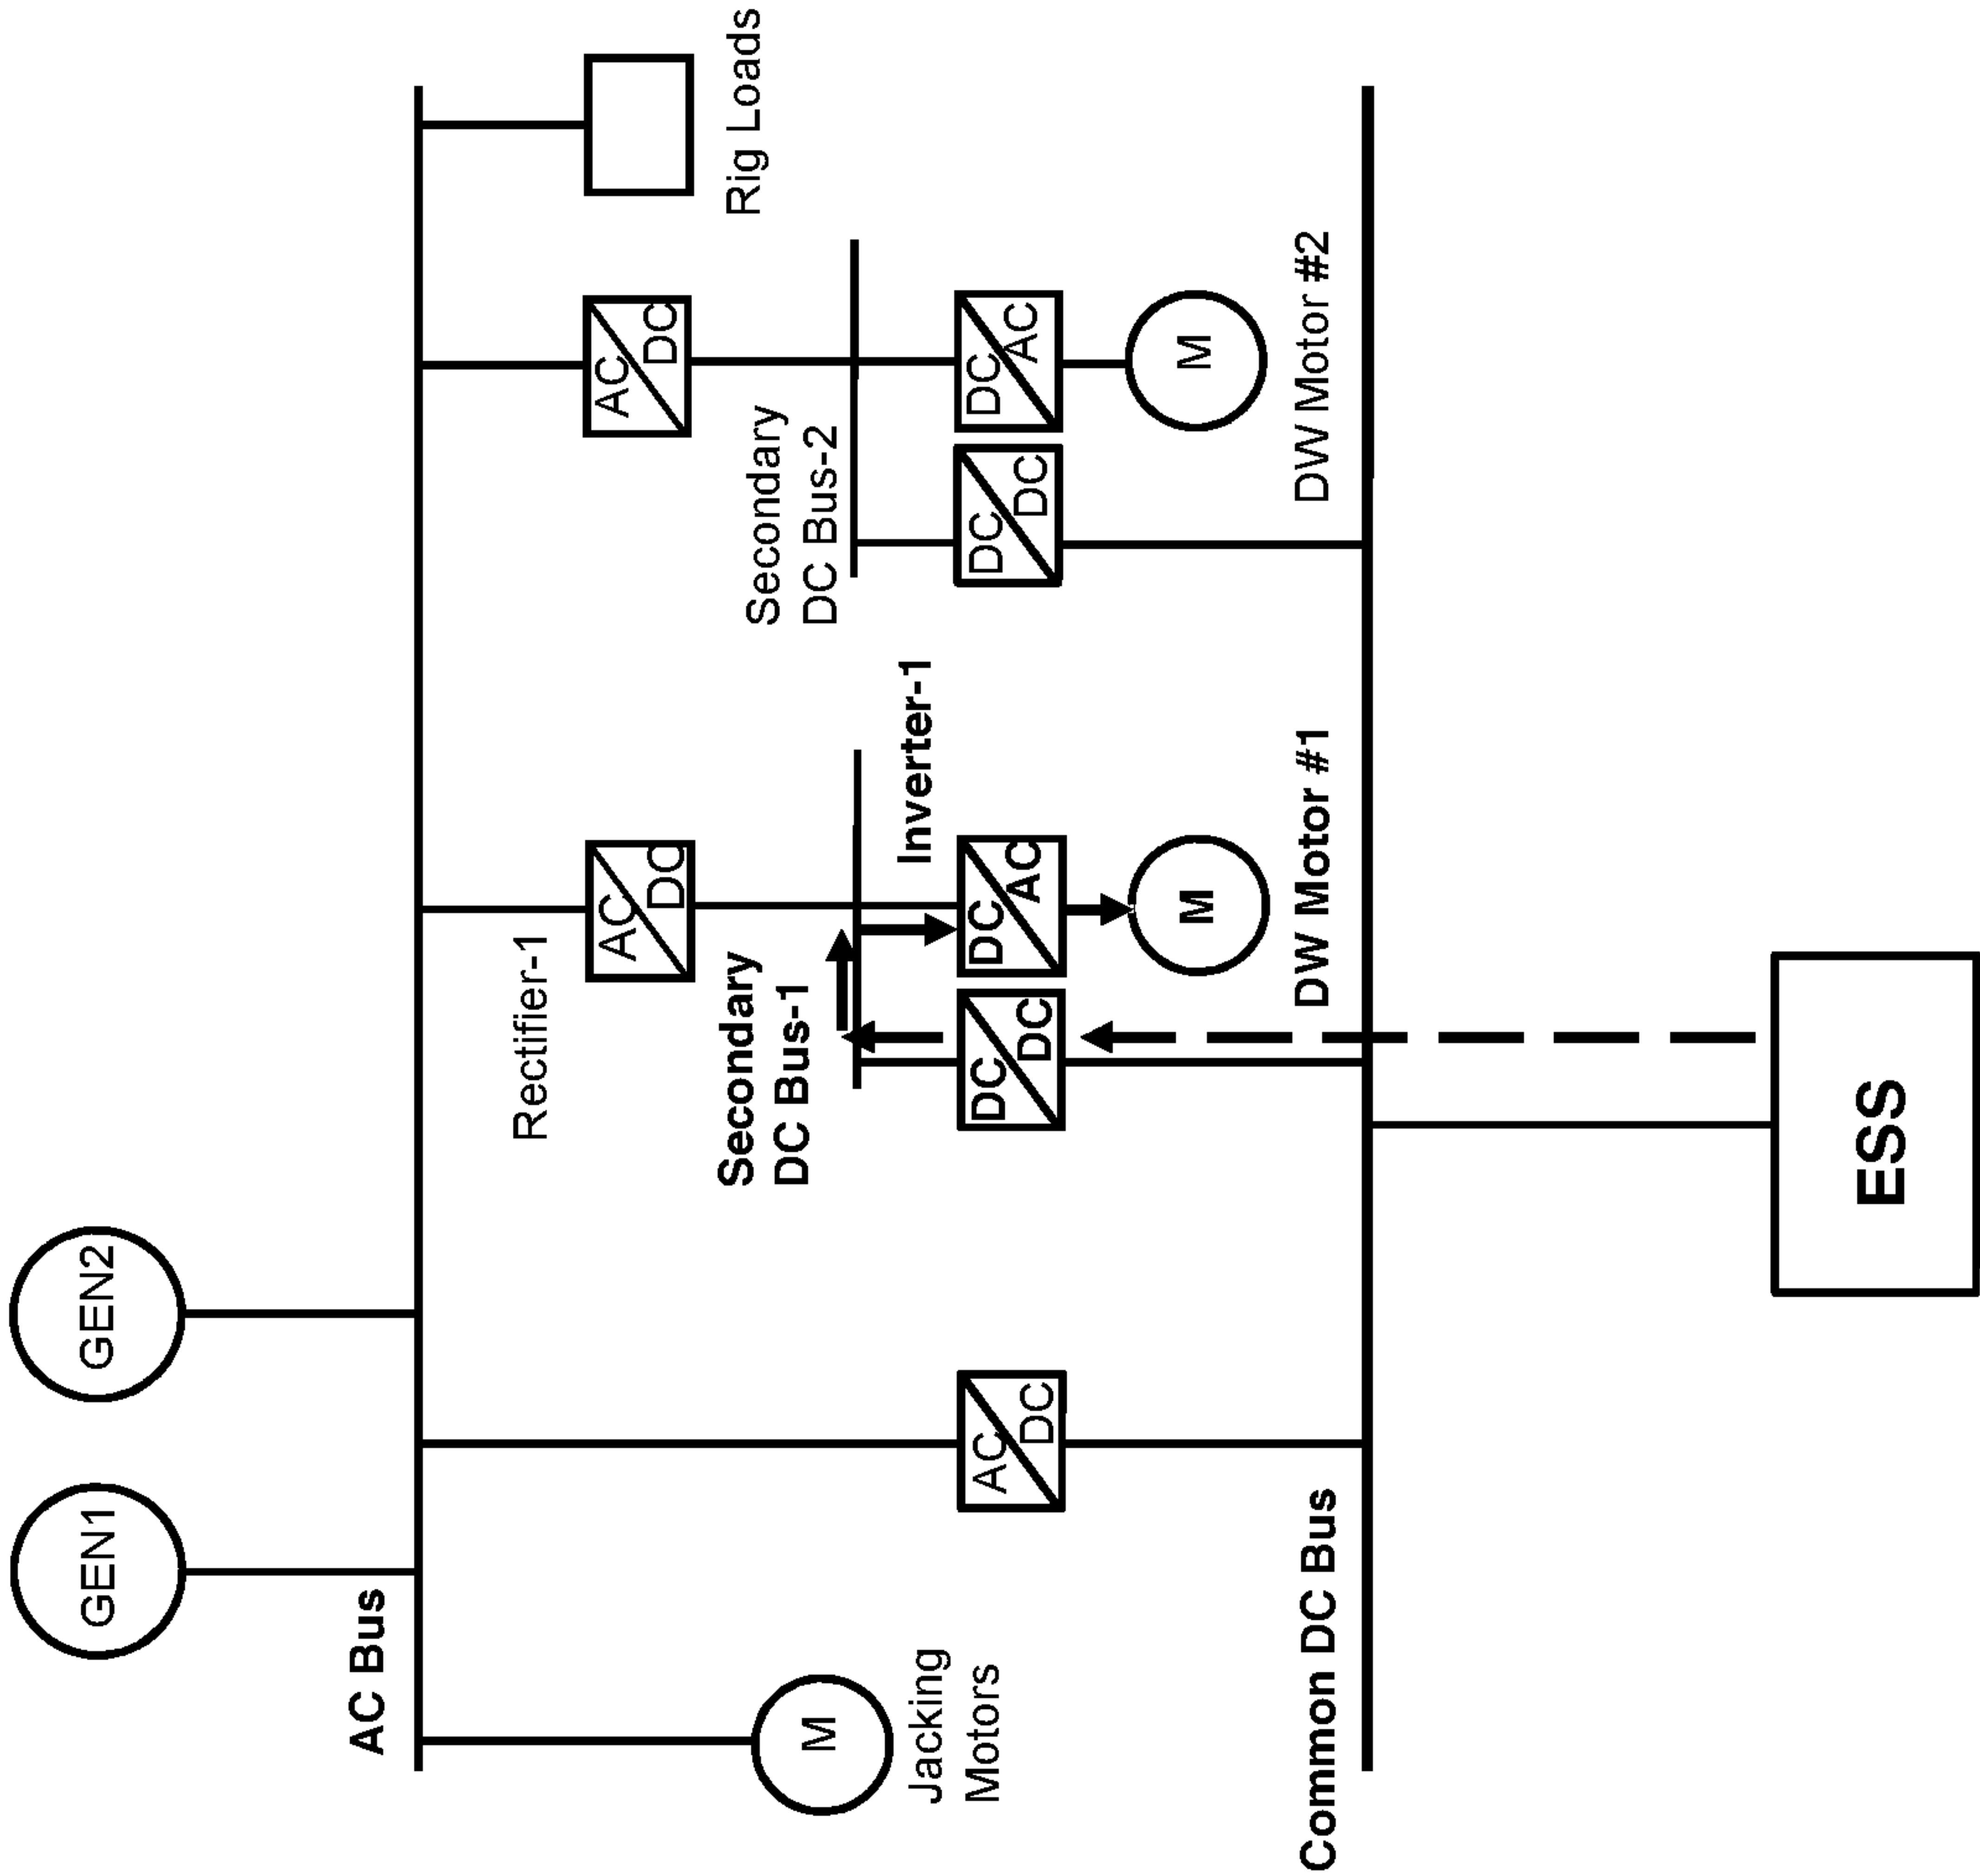 GEN1
GEN2
AC Bus
M
Jacking
Motors
AC
DC
Rectifier-1
AC
DC
Secondary
DC Bus-1
Inverter-1
DC
DC
DC
AC
M
DW Motor #1
AC
DC
Secondary
DC Bus-2
DC
DC
DC
AC
M
DW Motor #2
Rig Loads
Common DC Bus
ESS